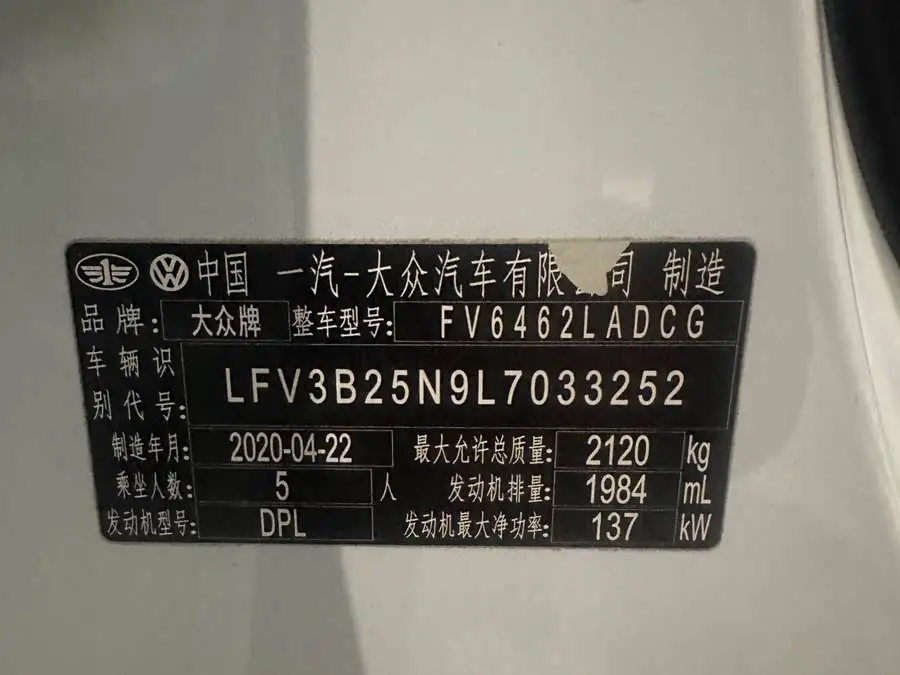 中国 一汽-大众汽车有限 司 制造
品牌: 大众牌 整车型号: FV6462LADCG
车辆识别代号: LFV3B25N9L7033252
制造年月: 2020-04-22 最大允许总质量: 2120 kg
乘坐人数: 5 人 发动机排量: 1984 mL
发动机型号: DPL 发动机最大净功率: 137 kW